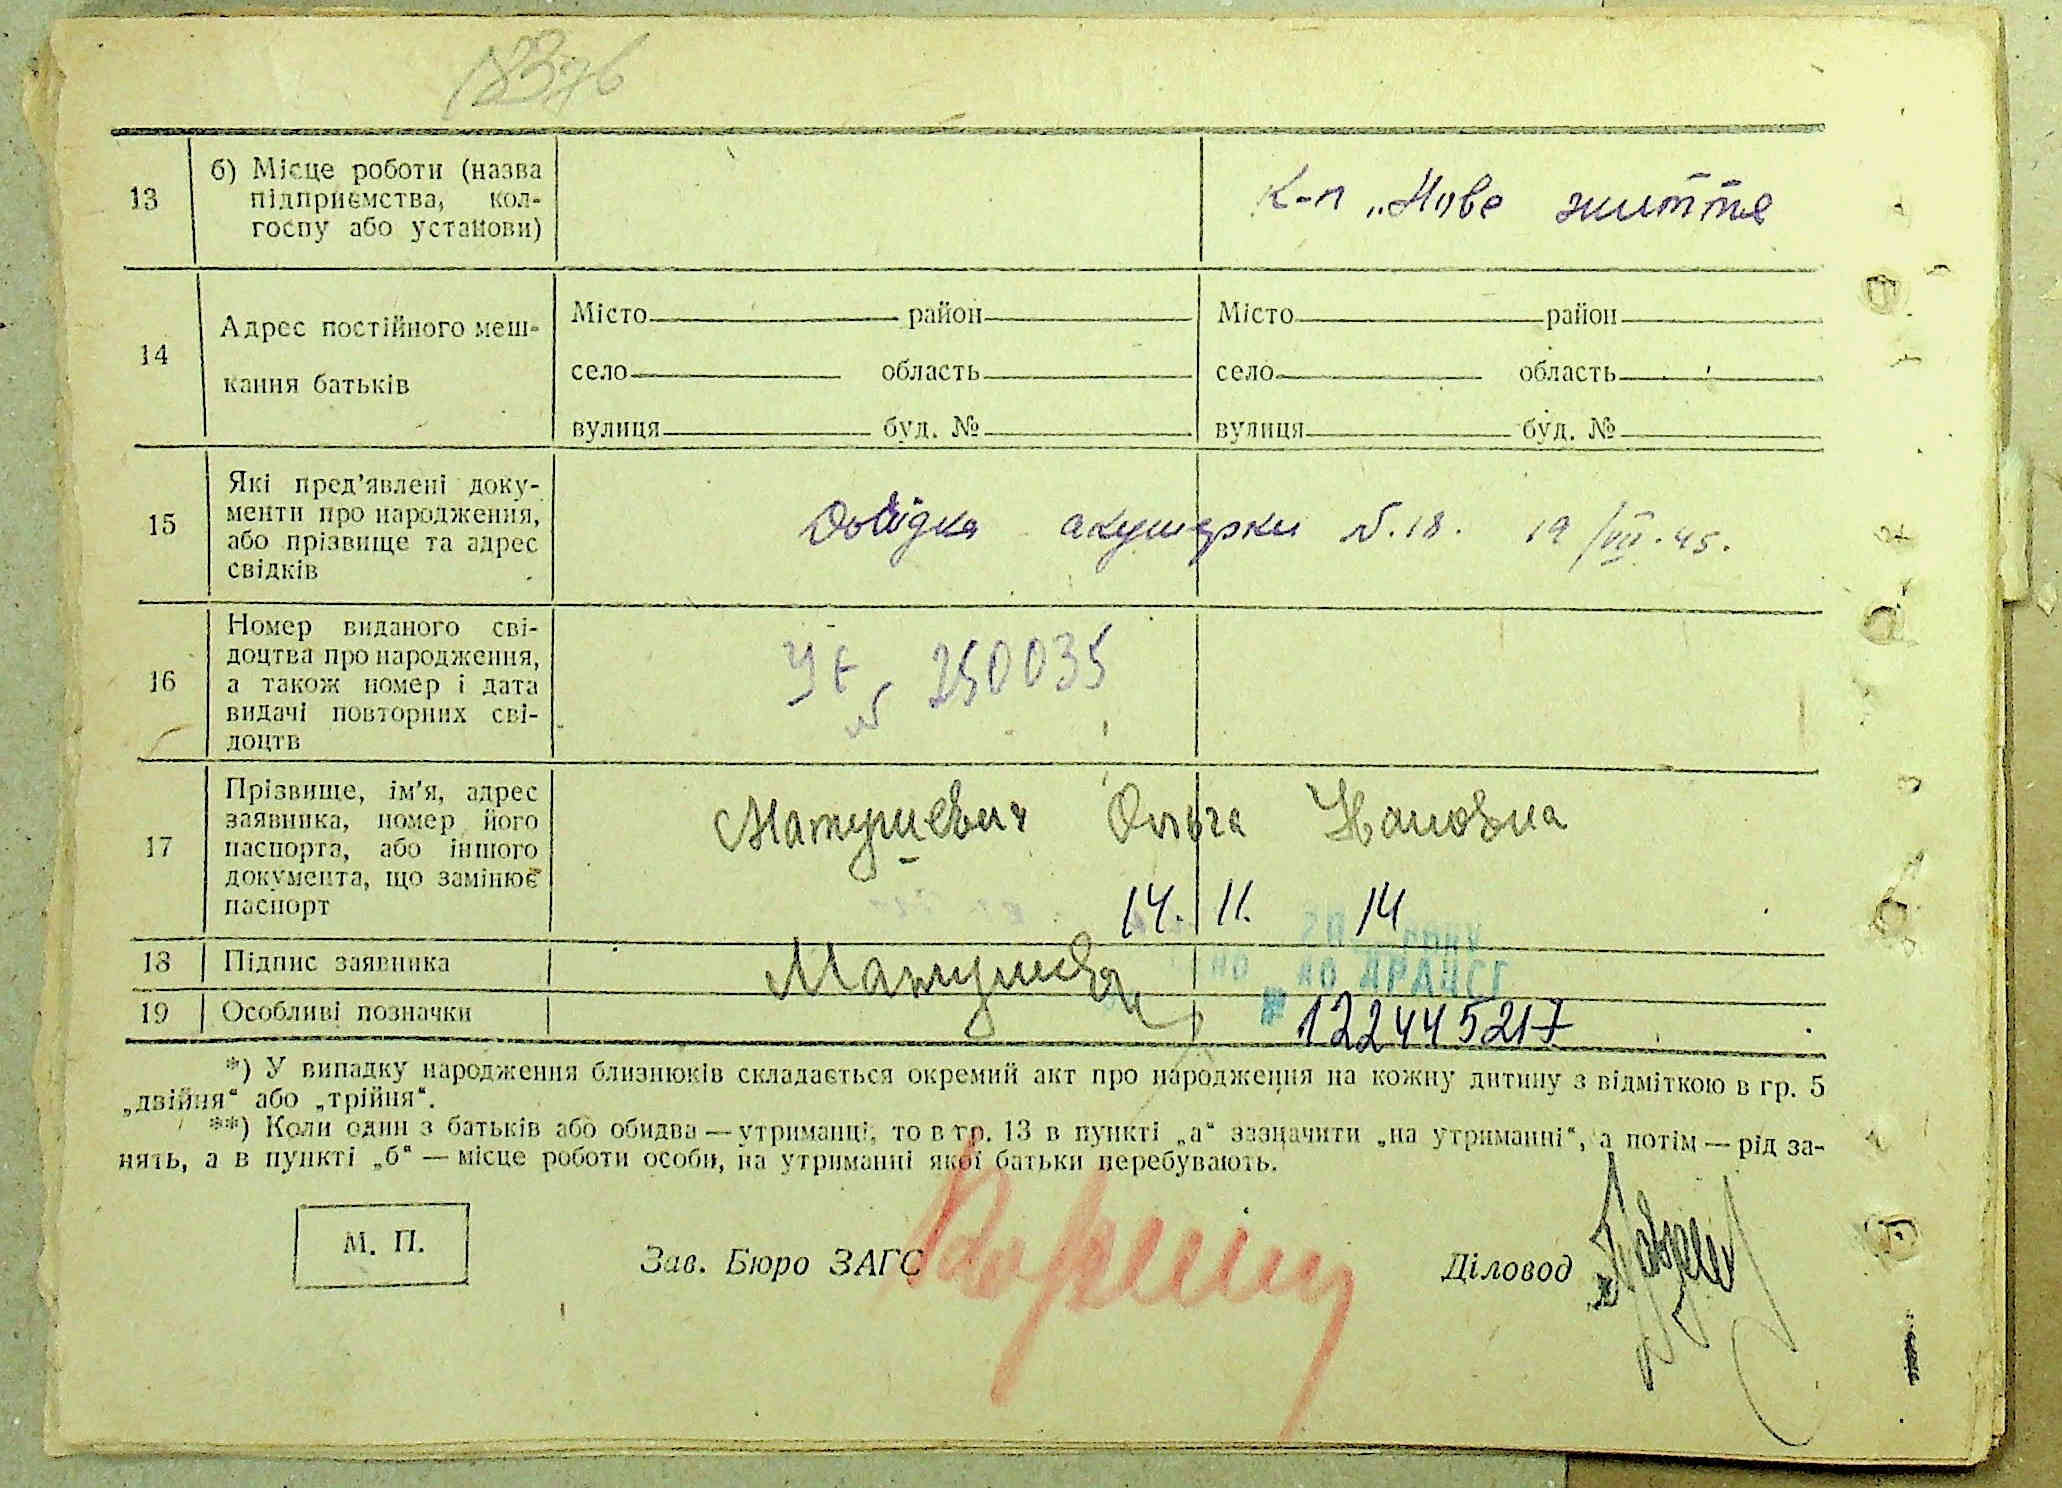 13
б) Місце роботи (назва
підприємства, кол-
госпу або установи)
к-п „Нове життє
14
Адрес постійного меш-
кання батьків
Місто район
село область
вулиця буд. №
Місто район
село область
вулиця буд. №
15
Які пред’явлені доку-
менти про народження,
або прізвище та адрес
свідків
Довідка акушерки №.18. 19/VII.45.
16
Номер виданого сві-
доцтва про народження,
а також номер і дата
видачі повторних сві-
доцтв
№ 250035
17
Прізвище, ім’я, адрес
заявника, номер його
паспорта, або іншого
документа, що замінює
паспорт
Матушевич Ольга
14. 11. 14
18
Підпис заявника
19
Особливі позначки
122445217
*) У випадку народження близнюків складається окремий акт про народження на кожну дитину з відміткою в гр. 5
„двійня“ або „трійня“.
**) Коли один з батьків або обидва — утриманці, то в гр. 13 в пункті „а“ зазначити „на утриманні“, а потім — рід за-
нять, а в пункті „б“ — місце роботи особи, на утриманні якої батьки перебувають.
М. П.
Зав. Бюро ЗАГС
Діловод